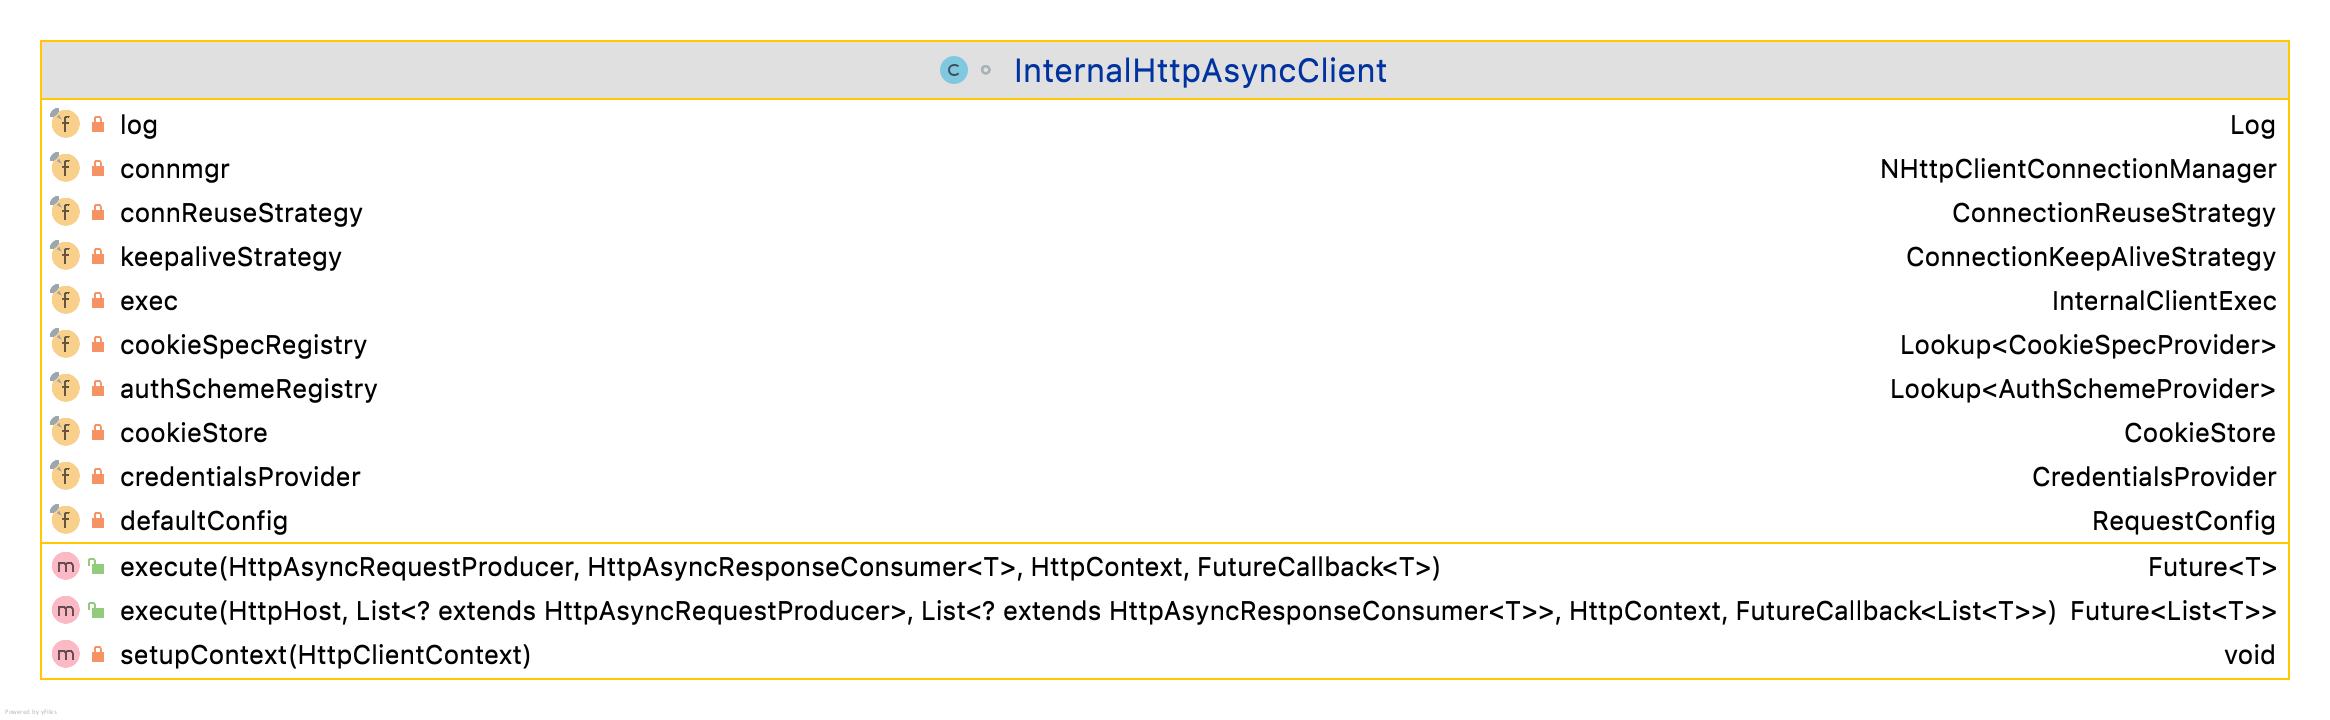 InternalHttpAsyncClient
log Log
connmgr NHttpClientConnectionManager
connReuseStrategy ConnectionReuseStrategy
keepaliveStrategy ConnectionKeepAliveStrategy
exec InternalClientExec
cookieSpecRegistry Lookup<CookieSpecProvider>
authSchemeRegistry Lookup<AuthSchemeProvider>
cookieStore CookieStore
credentialsProvider CredentialsProvider
defaultConfig RequestConfig
execute(HttpAsyncRequestProducer, HttpAsyncResponseConsumer<T>, HttpContext, FutureCallback<T>) Future<T>
execute(HttpHost, List<? extends HttpAsyncRequestProducer>, List<? extends HttpAsyncResponseConsumer<T>>, HttpContext, FutureCallback<List<T>>) Future<List<T>>
setupContext(HttpClientContext) void
Powered by yFiles